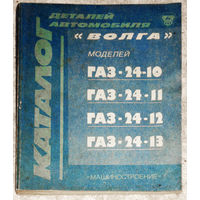 КАТАЛОГ
ДЕТАЛЕЙ АВТОМОБИЛЯ
"ВОЛГА"
МОДЕЛЕЙ
ГАЗ-24-10
ГАЗ-24-11
ГАЗ-24-12
ГАЗ-24-13
«МАШИНОСТРОЕНИЕ»